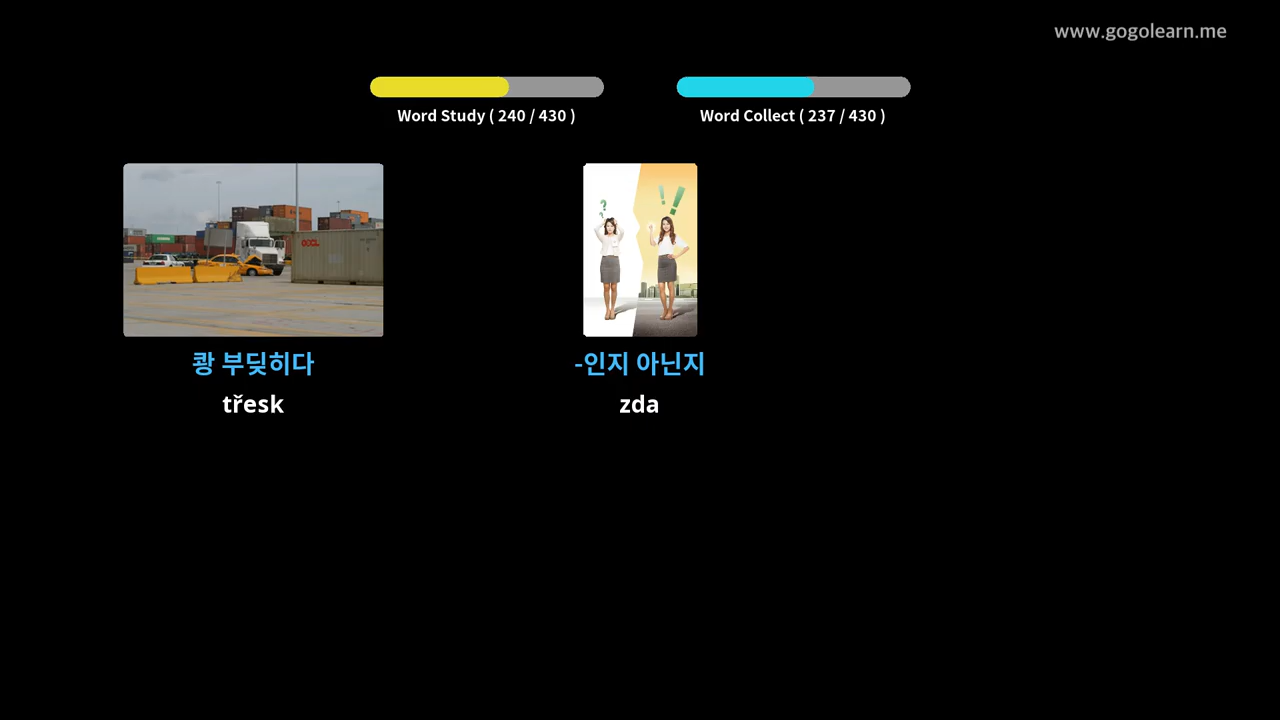 www.gogolearn.me
Word Study ( 240 / 430 )
Word Collect ( 237 / 430 )
쾅 부딪히다
třesk
-인지 아닌지
zda